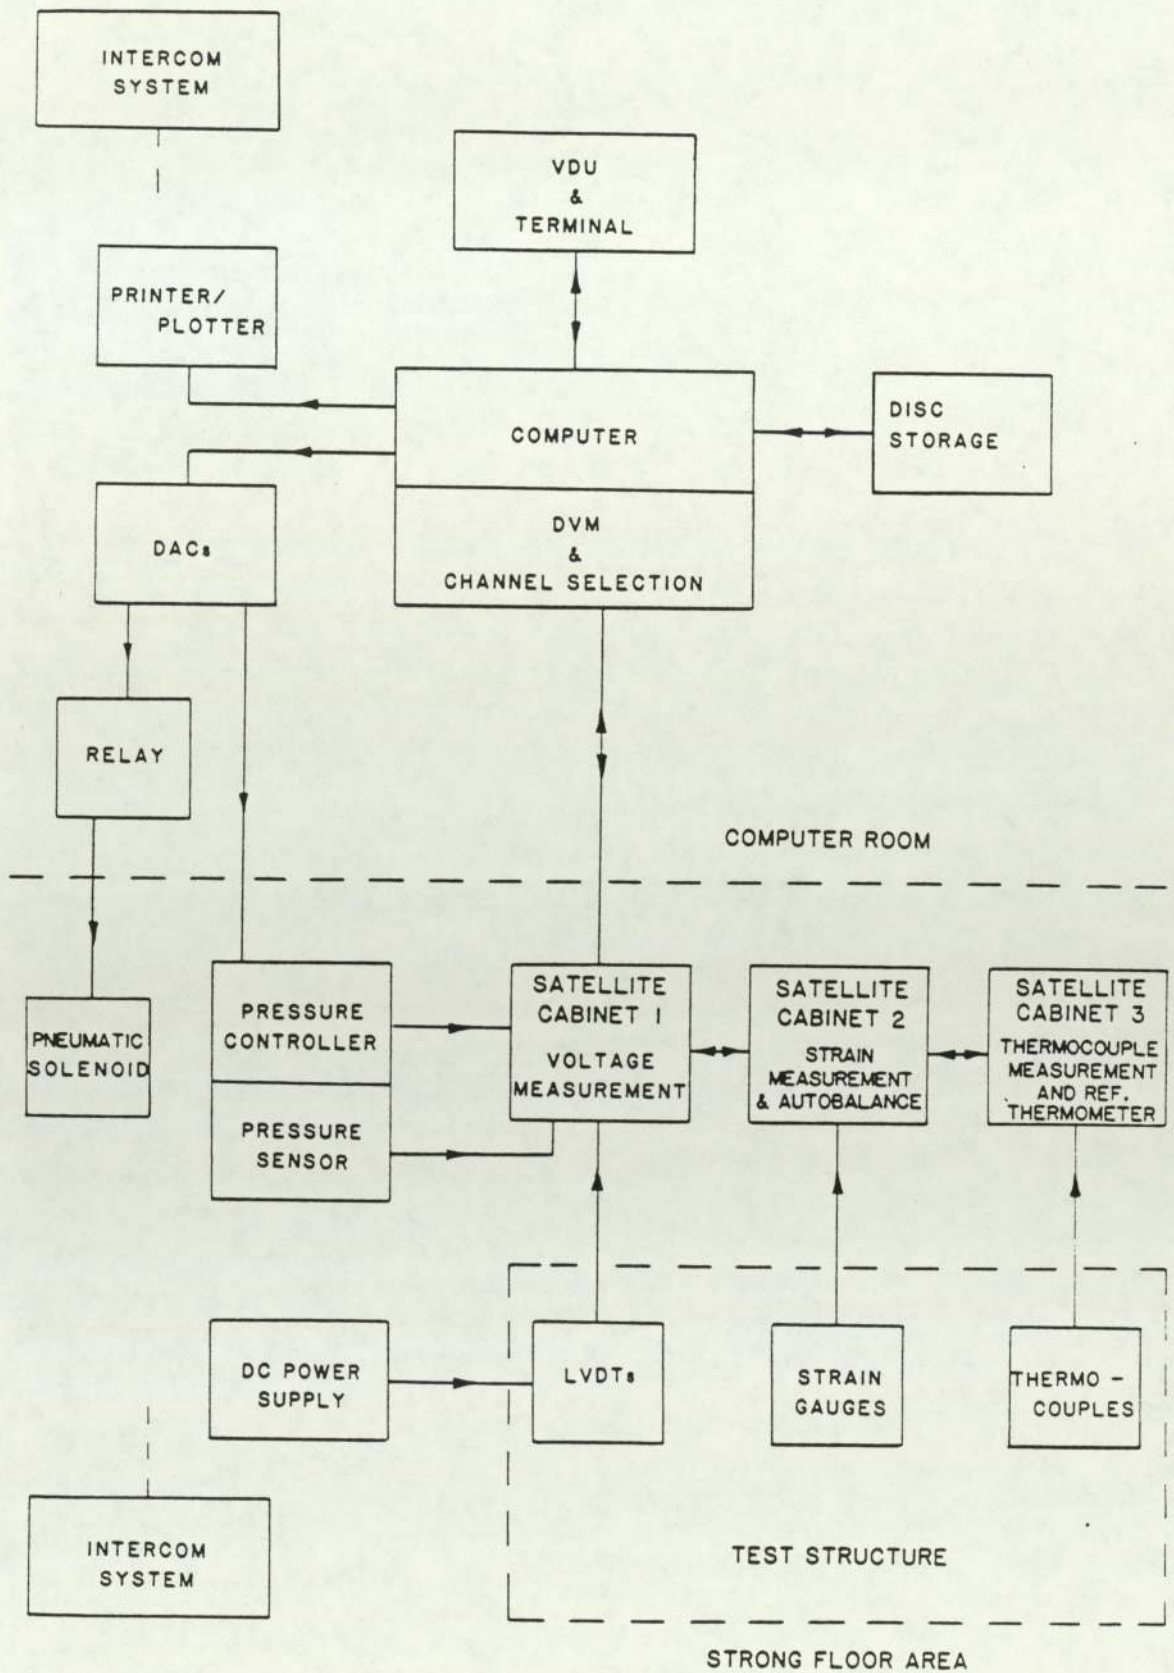 INTERCOM
SYSTEM
VDU
&
TERMINAL
PRINTER/
PLOTTER
COMPUTER
DISC
STORAGE
DACs
DVM
&
CHANNEL SELECTION
RELAY
COMPUTER ROOM
PNEUMATIC
SOLENOID
PRESSURE
CONTROLLER
PRESSURE
SENSOR
SATELLITE
CABINET 1
VOLTAGE
MEASUREMENT
SATELLITE
CABINET 2
STRAIN
MEASUREMENT
& AUTOBALANCE
SATELLITE
CABINET 3
THERMOCOUPLE
MEASUREMENT
AND REF.
THERMOMETER
DC POWER
SUPPLY
LVDTs
STRAIN
GAUGES
THERMO-
COUPLES
INTERCOM
SYSTEM
TEST STRUCTURE
STRONG FLOOR AREA